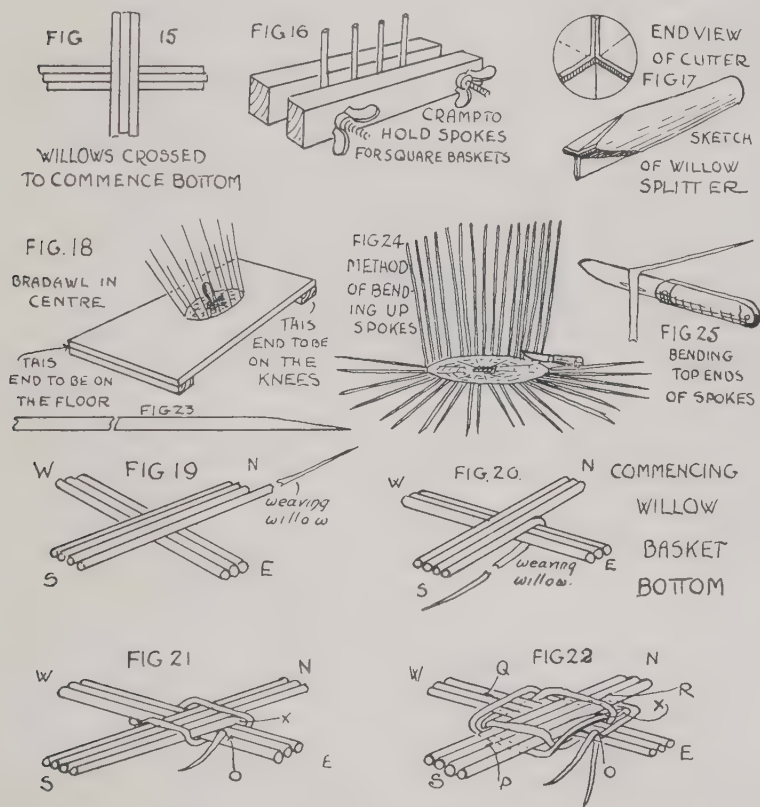 FIG 15
WILLOWS CROSSED
TO COMMENCE BOTTOM
FIG 16
CRAMP TO
HOLD SPOKES
FOR SQUARE BASKETS
END VIEW
OF CUTTER
FIG 17
SKETCH
OF WILLOW
SPLITTER
FIG. 18
BRADAWL IN
CENTRE
THIS
END TO BE
ON THE
KNEES
THIS
END TO BE ON
THE FLOOR
FIG 23
FIG 24
METHOD
OF BEND-
ING UP
SPOKES
FIG 25
BENDING
TOP ENDS
OF SPOKES
FIG 19
W
N
S
E
weaving
willow
FIG. 20.
W
N
S
E
weaving
willow.
COMMENCING
WILLOW
BASKET
BOTTOM
FIG 21
W
N
X
S
O
E
FIG 22
W
Q
N
R
X
S
P
O
E